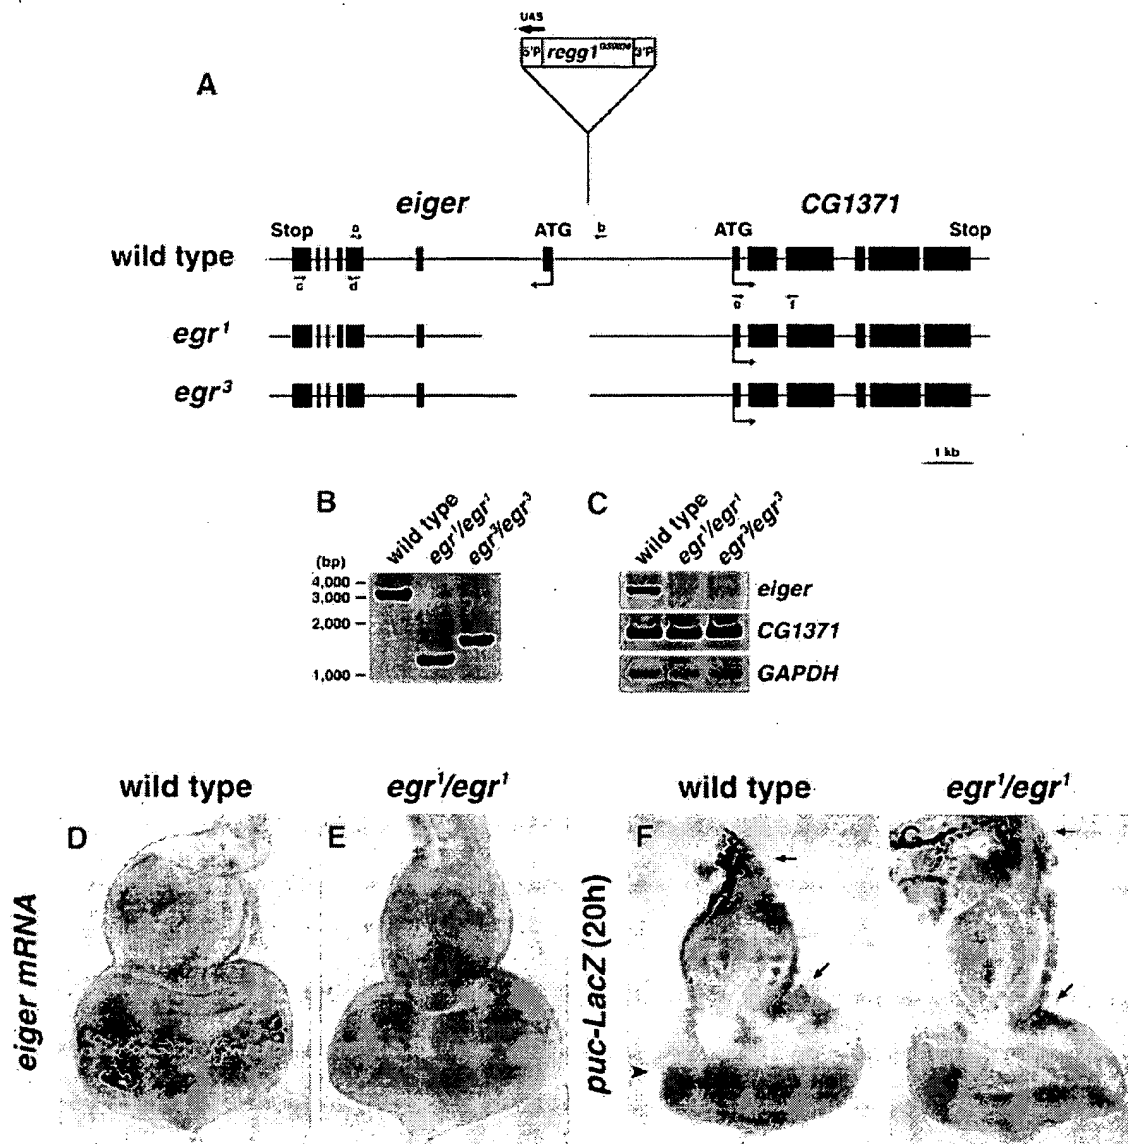 A
UAS
5'P regg1 3'P
eiger
CG1371
Stop
ATG
b
ATG
Stop
wild type
c
d
e
f
egr1
egr3
1 kb
B
wild type
egr1/egr1
egr3/egr3
(bp)
4,000
3,000
2,000
1,000
C
wild type
egr1/egr1
egr3/egr3
eiger
CG1371
GAPDH
wild type
egr1/egr1
wild type
egr1/egr1
D
E
F
G
eiger mRNA
puc-LacZ (20h)